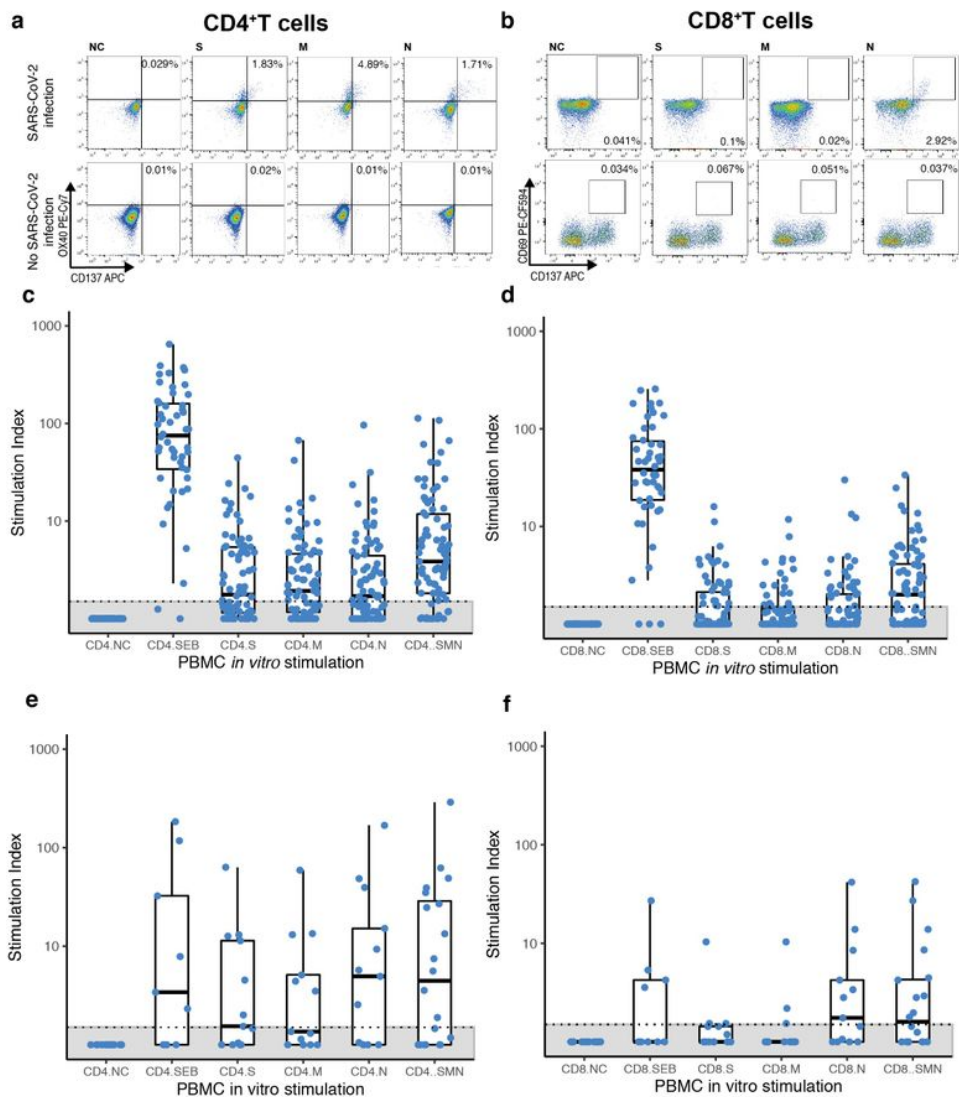 a
CD4⁺T cells
b
CD8⁺T cells
NC S M N
NC S M N
SARS-CoV-2
infection
0.029% 1.83% 4.89% 1.71%
0.041% 0.1% 0.02% 2.92%
No SARS-CoV-2
infection
OX40 PE-Cy7
0.01% 0.02% 0.01% 0.01%
CD137 APC
0.034% 0.067% 0.051% 0.037%
CD69 PE-CF594
CD137 APC
c
Stimulation Index
1000
100
10
CD4.NC CD4.SEB CD4.S CD4.M CD4.N CD4..SMN
PBMC in vitro stimulation
d
Stimulation Index
1000
100
10
CD8.NC CD8.SEB CD8.S CD8.M CD8.N CD8..SMN
PBMC in vitro stimulation
e
Stimulation Index
1000
100
10
CD4.NC CD4.SEB CD4.S CD4.M CD4.N CD4..SMN
PBMC in vitro stimulation
f
Stimulation Index
1000
100
10
CD8.NC CD8.SEB CD8.S CD8.M CD8.N CD8..SMN
PBMC in vitro stimulation